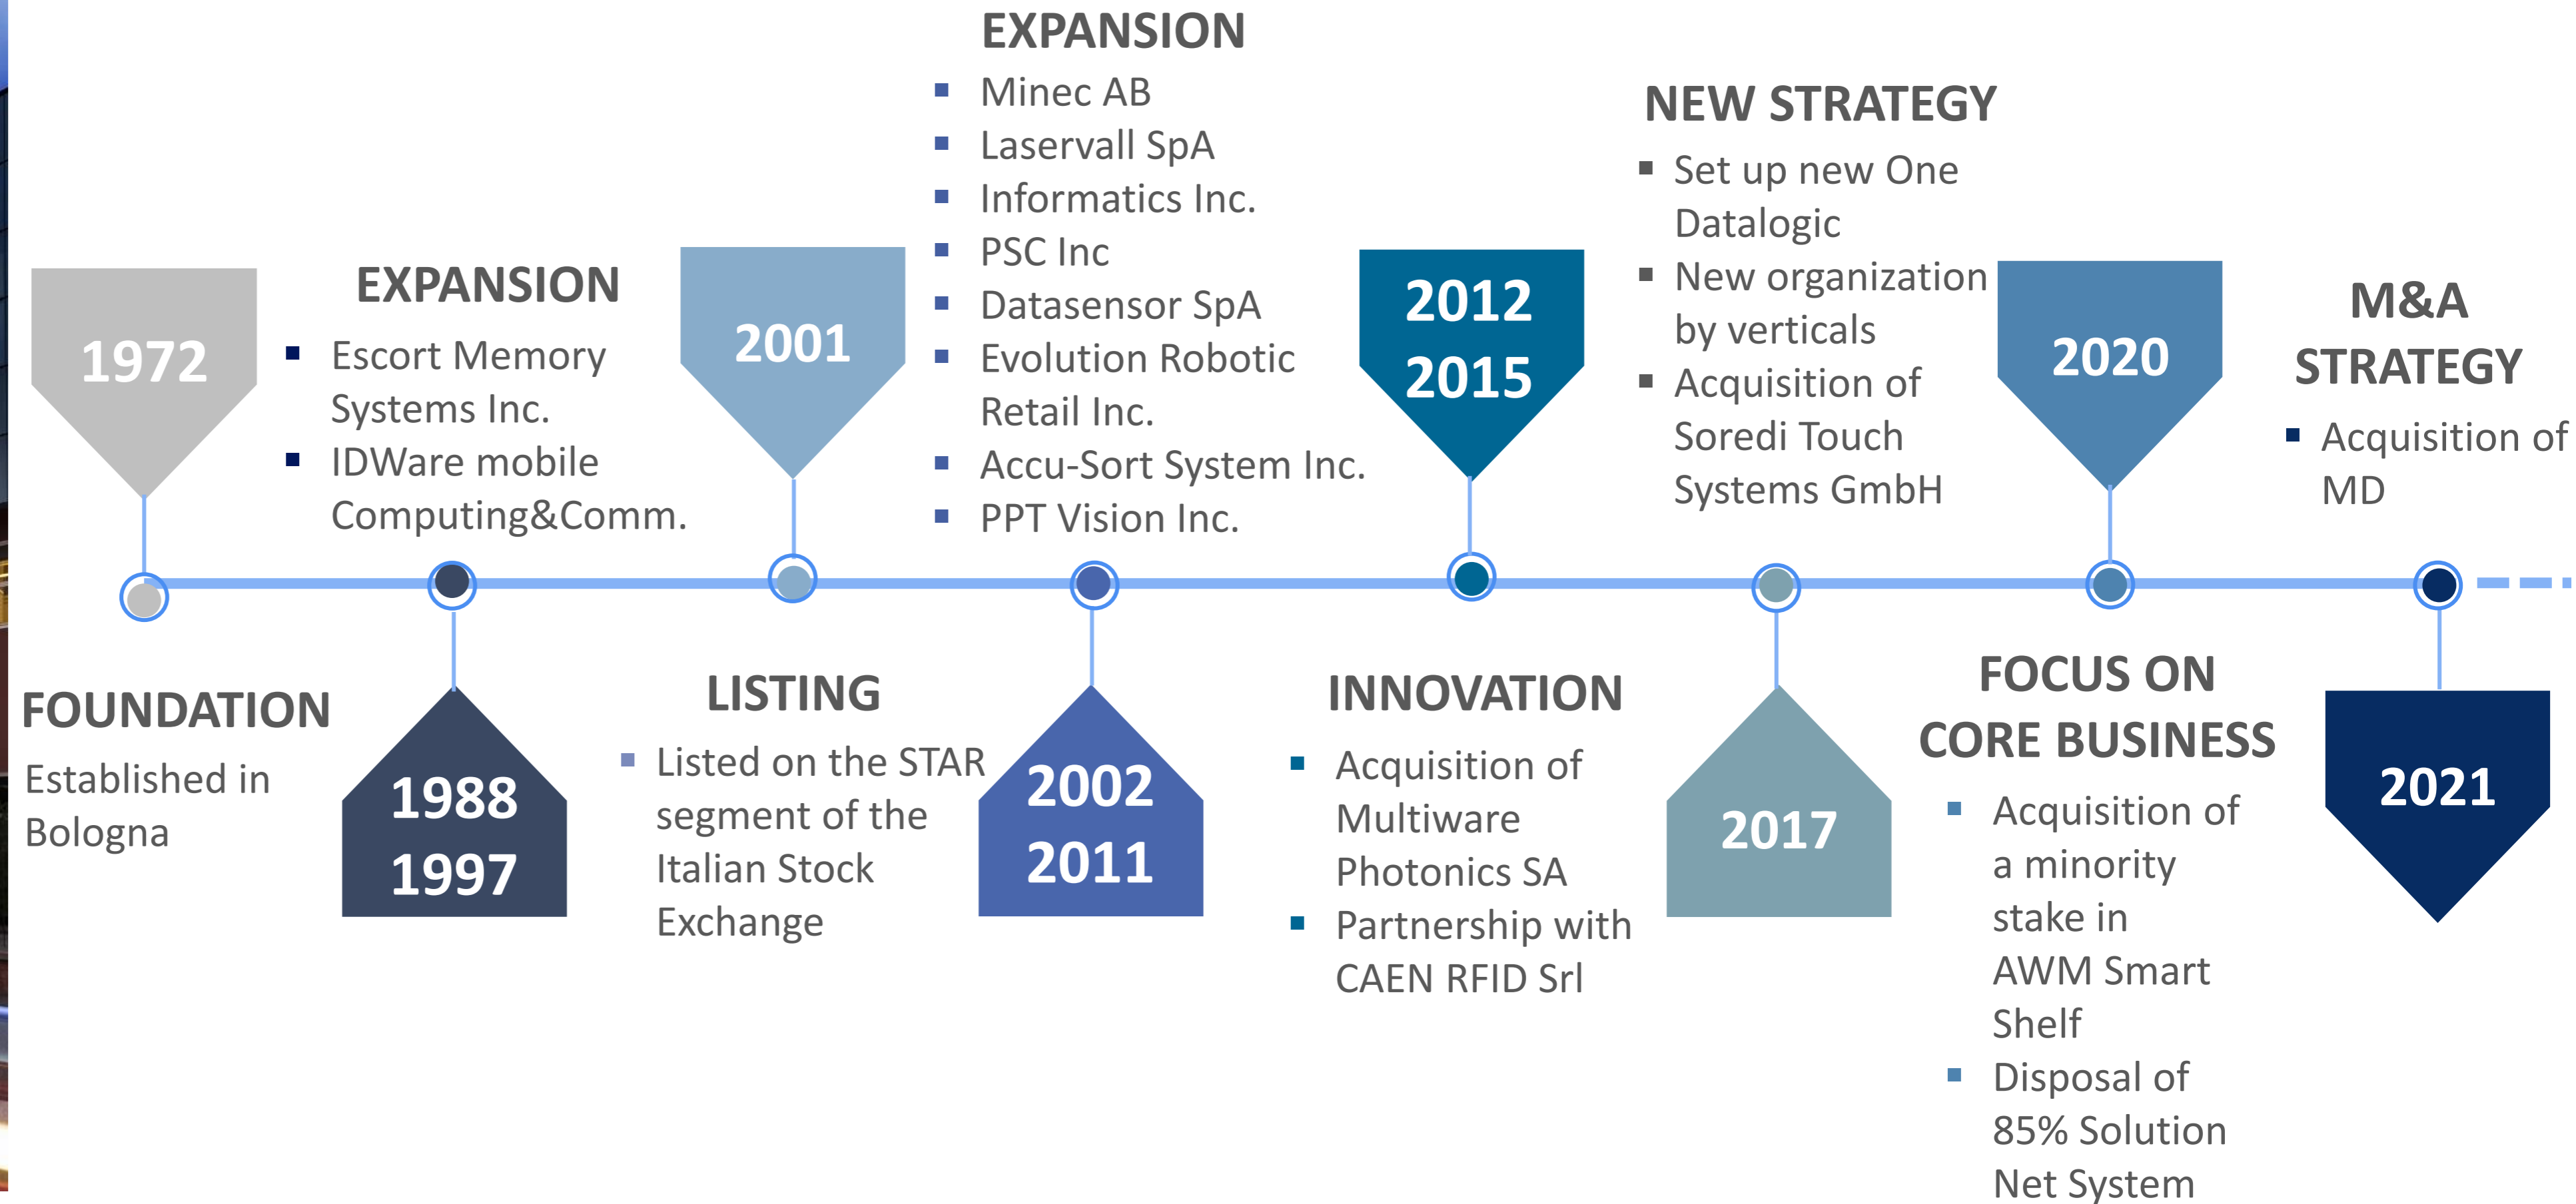 1972
FOUNDATION
Established in
Bologna
EXPANSION
▪ Escort Memory
Systems Inc.
▪ IDWare mobile
Computing&Comm.
1988
1997
2001
LISTING
▪ Listed on the STAR
segment of the
Italian Stock
Exchange
EXPANSION
▪ Minec AB
▪ Laservall SpA
▪ Informatics Inc.
▪ PSC Inc
▪ Datasensor SpA
▪ Evolution Robotic
Retail Inc.
▪ Accu-Sort System Inc.
▪ PPT Vision Inc.
2002
2011
2012
2015
INNOVATION
▪ Acquisition of
Multiware
Photonics SA
▪ Partnership with
CAEN RFID Srl
NEW STRATEGY
▪ Set up new One
Datalogic
▪ New organization
by verticals
▪ Acquisition of
Soredi Touch
Systems GmbH
2017
2020
FOCUS ON
CORE BUSINESS
▪ Acquisition of
a minority
stake in
AWM Smart
Shelf
▪ Disposal of
85% Solution
Net System
M&A
STRATEGY
▪ Acquisition of
MD
2021